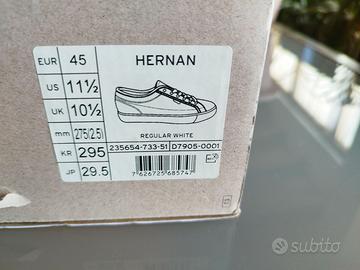 EUR 45 HERNAN
US 11½
UK 10½
mm 275(2.5)
REGULAR WHITE
KR 295 235654-733-51 D7905-0001
JP 29.5
7626725685747
subito